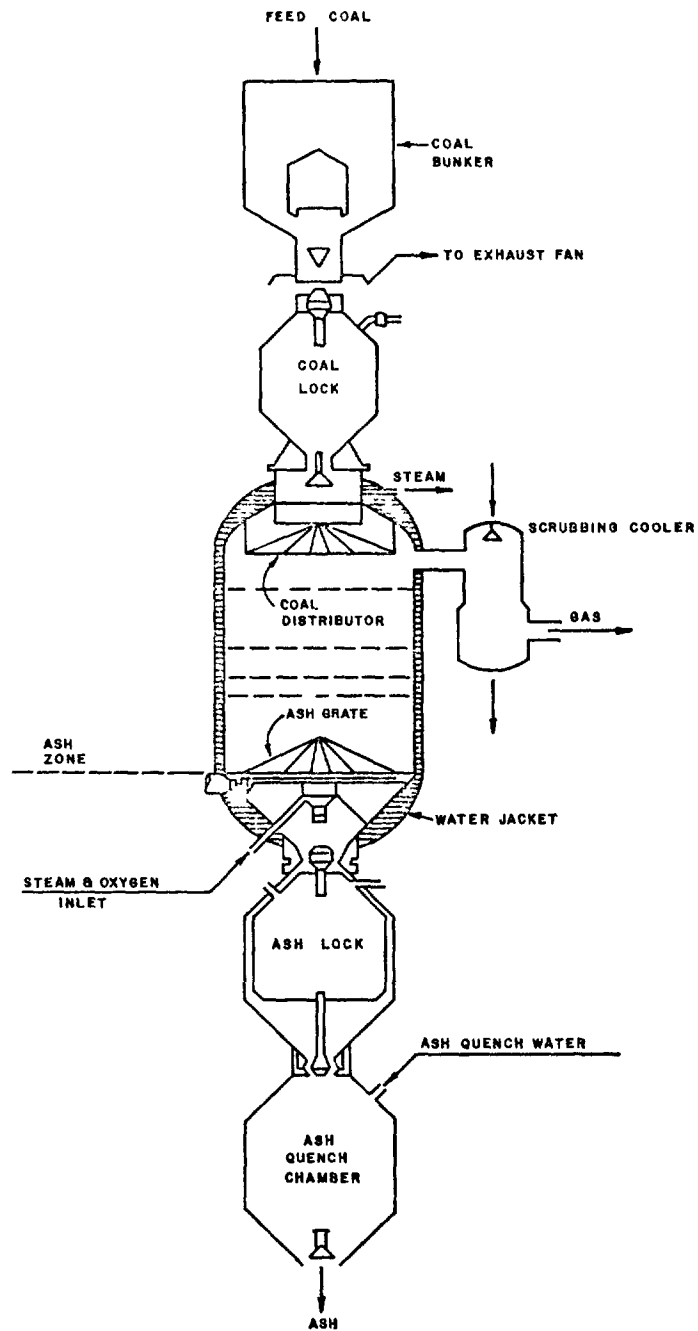 FEED COAL
COAL
BUNKER
TO EXHAUST FAN
COAL
LOCK
STEAM
SCRUBBING COOLER
COAL
DISTRIBUTOR
GAS
ASH GRATE
ASH
ZONE
WATER JACKET
STEAM & OXYGEN
INLET
ASH LOCK
ASH QUENCH WATER
ASH
QUENCH
CHAMBER
ASH